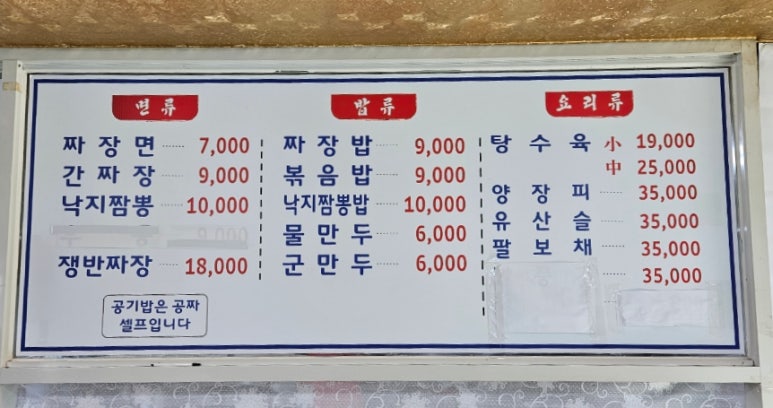 면류
짜장면 7,000
간짜장 9,000
낙지짬뽕 10,000
9,000
쟁반짜장 18,000
공기밥은 공짜
셀프입니다
밥류
짜장밥 9,000
볶음밥 9,000
낙지짬뽕밥 10,000
물만두 6,000
군만두 6,000
요리류
탕수육 小 19,000
中 25,000
양장피 35,000
유산슬 35,000
팔보채 35,000
35,000